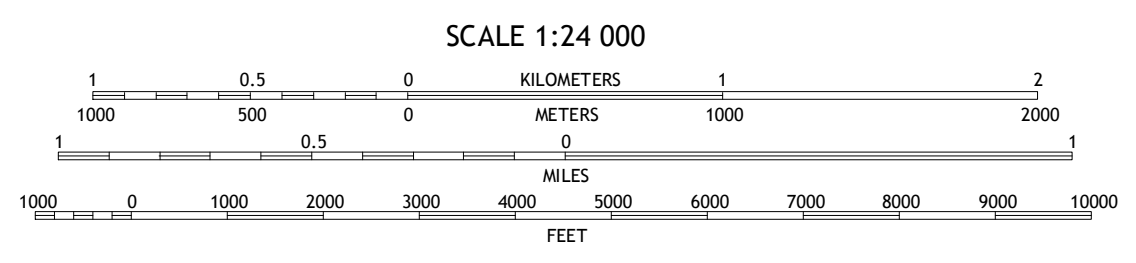 SCALE 1:24 000
1 0.5 0 KILOMETERS 1 2
1000 500 0 METERS 1000 2000
1 0.5 0 1
MILES
1000 0 1000 2000 3000 4000 5000 6000 7000 8000 9000 10000
FEET